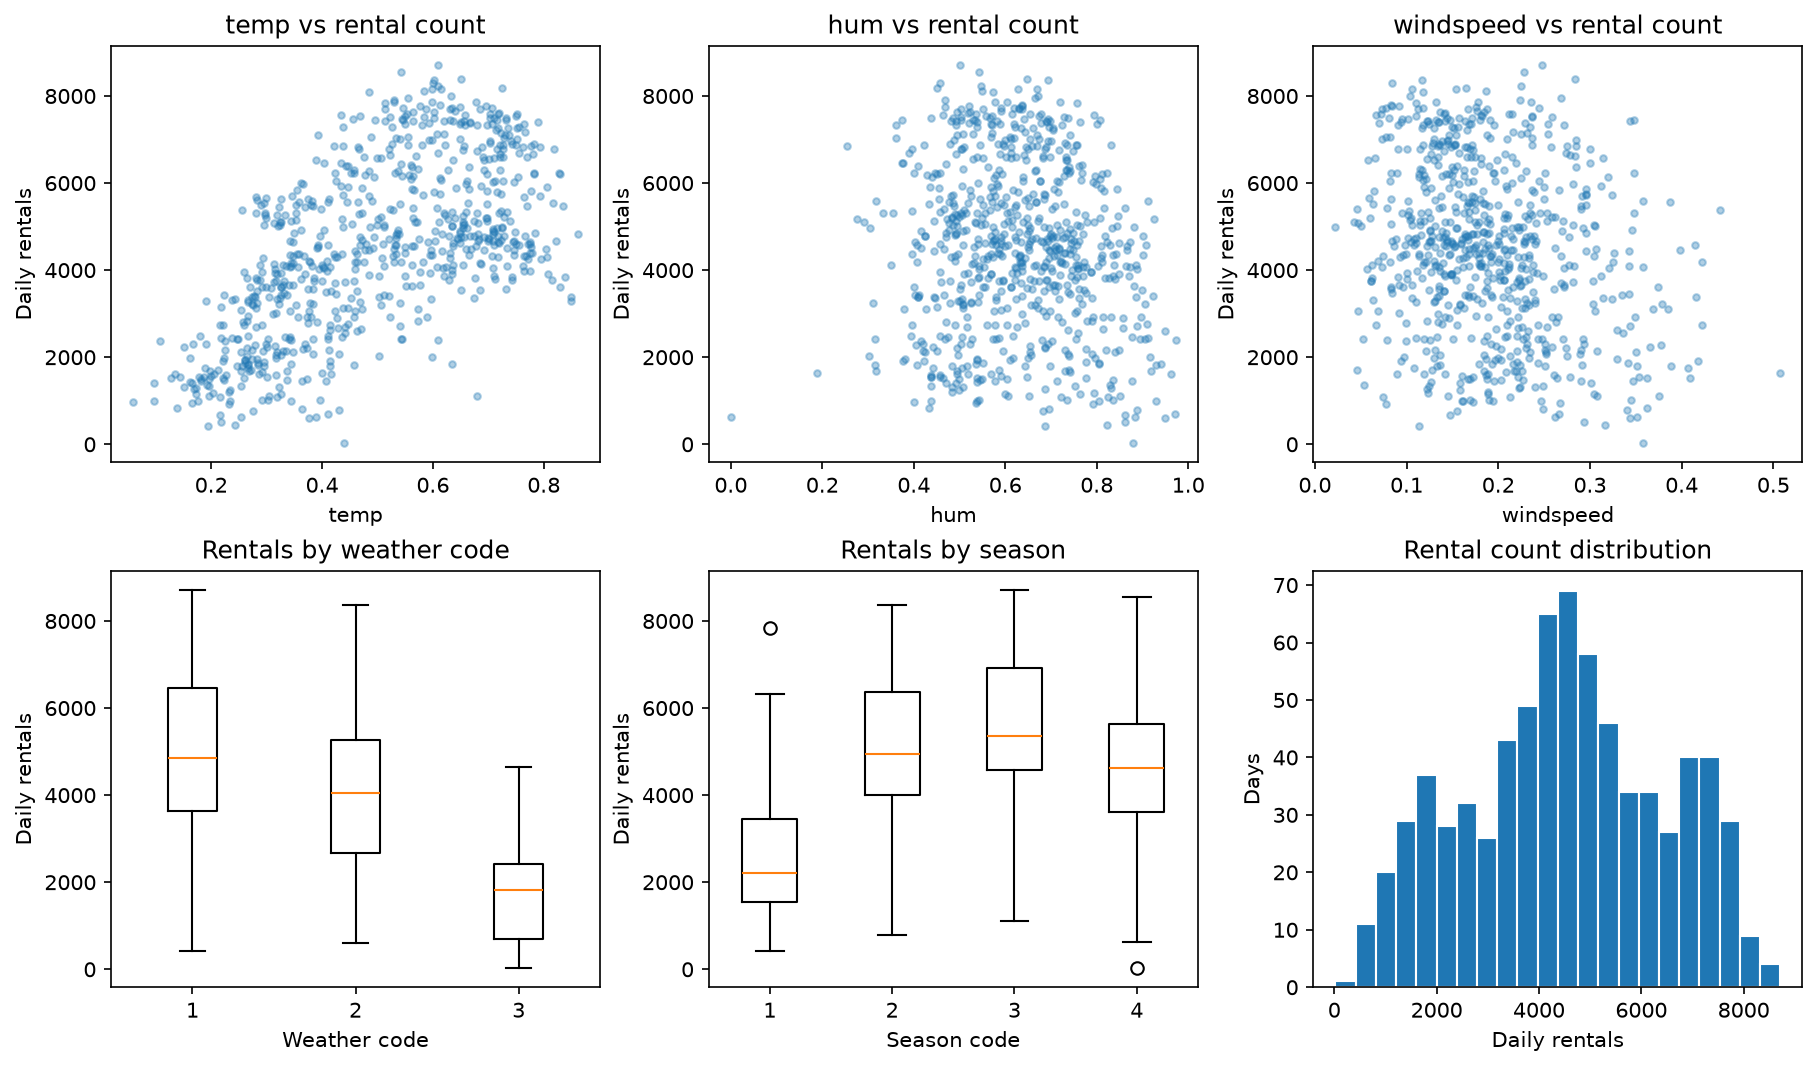 temp vs rental count
Daily rentals
8000
6000
4000
2000
0
0.2 0.4 0.6 0.8
temp
hum vs rental count
Daily rentals
8000
6000
4000
2000
0
0.0 0.2 0.4 0.6 0.8 1.0
hum
windspeed vs rental count
Daily rentals
8000
6000
4000
2000
0
0.0 0.1 0.2 0.3 0.4 0.5
windspeed
Rentals by weather code
Daily rentals
8000
6000
4000
2000
0
1 2 3
Weather code
Rentals by season
Daily rentals
8000
6000
4000
2000
0
1 2 3 4
Season code
Rental count distribution
Days
70
60
50
40
30
20
10
0
0 2000 4000 6000 8000
Daily rentals